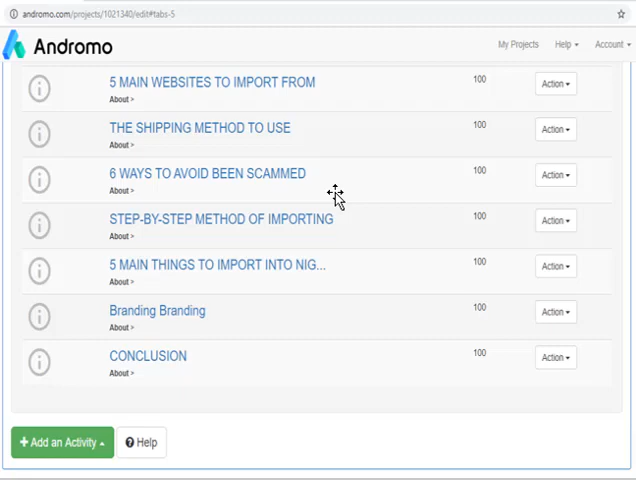 andromo.com/projects/1021340/edit#tabs-5
Andromo
My Projects Help Account
5 MAIN WEBSITES TO IMPORT FROM 100 Action
About >
THE SHIPPING METHOD TO USE 100 Action
About >
6 WAYS TO AVOID BEEN SCAMMED 100 Action
About >
STEP-BY-STEP METHOD OF IMPORTING 100 Action
About >
5 MAIN THINGS TO IMPORT INTO NIG... 100 Action
About >
Branding Branding 100 Action
About >
CONCLUSION 100 Action
About >
+ Add an Activity Help